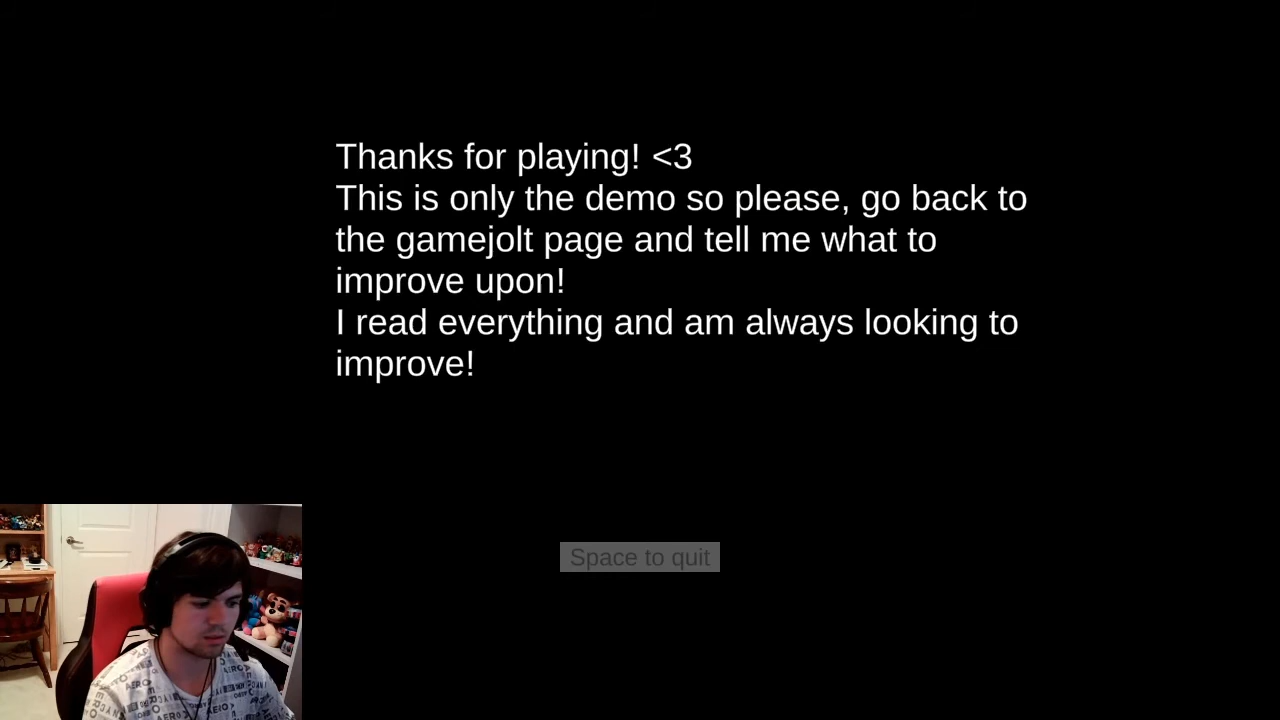 Thanks for playing! <3
This is only the demo so please, go back to
the gamejolt page and tell me what to
improve upon!
I read everything and am always looking to
improve!
Space to quit
AERO